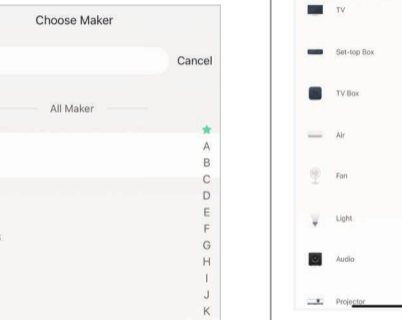 Choose Maker
Cancel
All Maker
A
B
C
D
E
F
G
H
I
J
K
TV
Set-top Box
TV Box
Air
Fan
Light
Audio
Projector